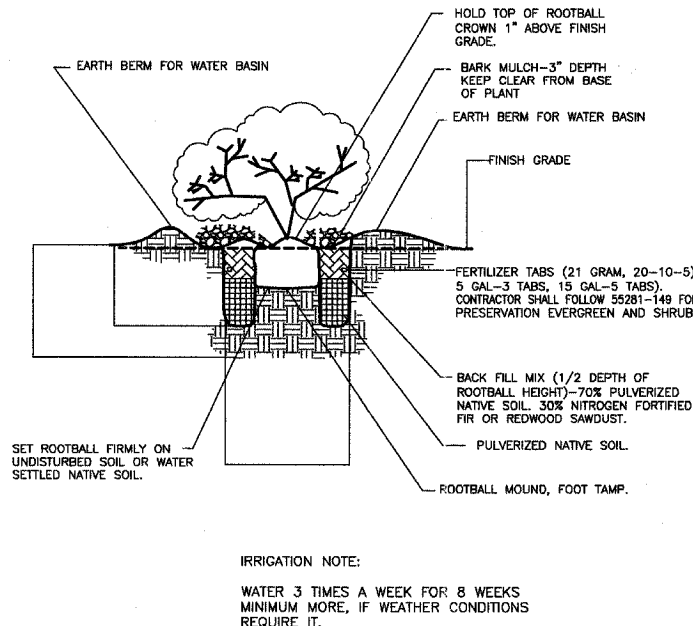 HOLD TOP OF ROOTBALL
CROWN 1" ABOVE FINISH
GRADE.
EARTH BERM FOR WATER BASIN
BARK MULCH-3" DEPTH
KEEP CLEAR FROM BASE
OF PLANT
EARTH BERM FOR WATER BASIN
FINISH GRADE
FERTILIZER TABS (21 GRAM, 20-10-5)
5 GAL-3 TABS, 15 GAL-5 TABS).
CONTRACTOR SHALL FOLLOW 55281-149 FO
PRESERVATION EVERGREEN AND SHRUB
BACK FILL MIX (1/2 DEPTH OF
ROOTBALL HEIGHT)-70% PULVERIZED
NATIVE SOIL. 30% NITROGEN FORTIFIED
FIR OR REDWOOD SAWDUST.
SET ROOTBALL FIRMLY ON
UNDISTURBED SOIL OR WATER
SETTLED NATIVE SOIL.
PULVERIZED NATIVE SOIL.
ROOTBALL MOUND, FOOT TAMP.
IRRIGATION NOTE:
WATER 3 TIMES A WEEK FOR 8 WEEKS
MINIMUM MORE, IF WEATHER CONDITIONS
REQUIRE IT.